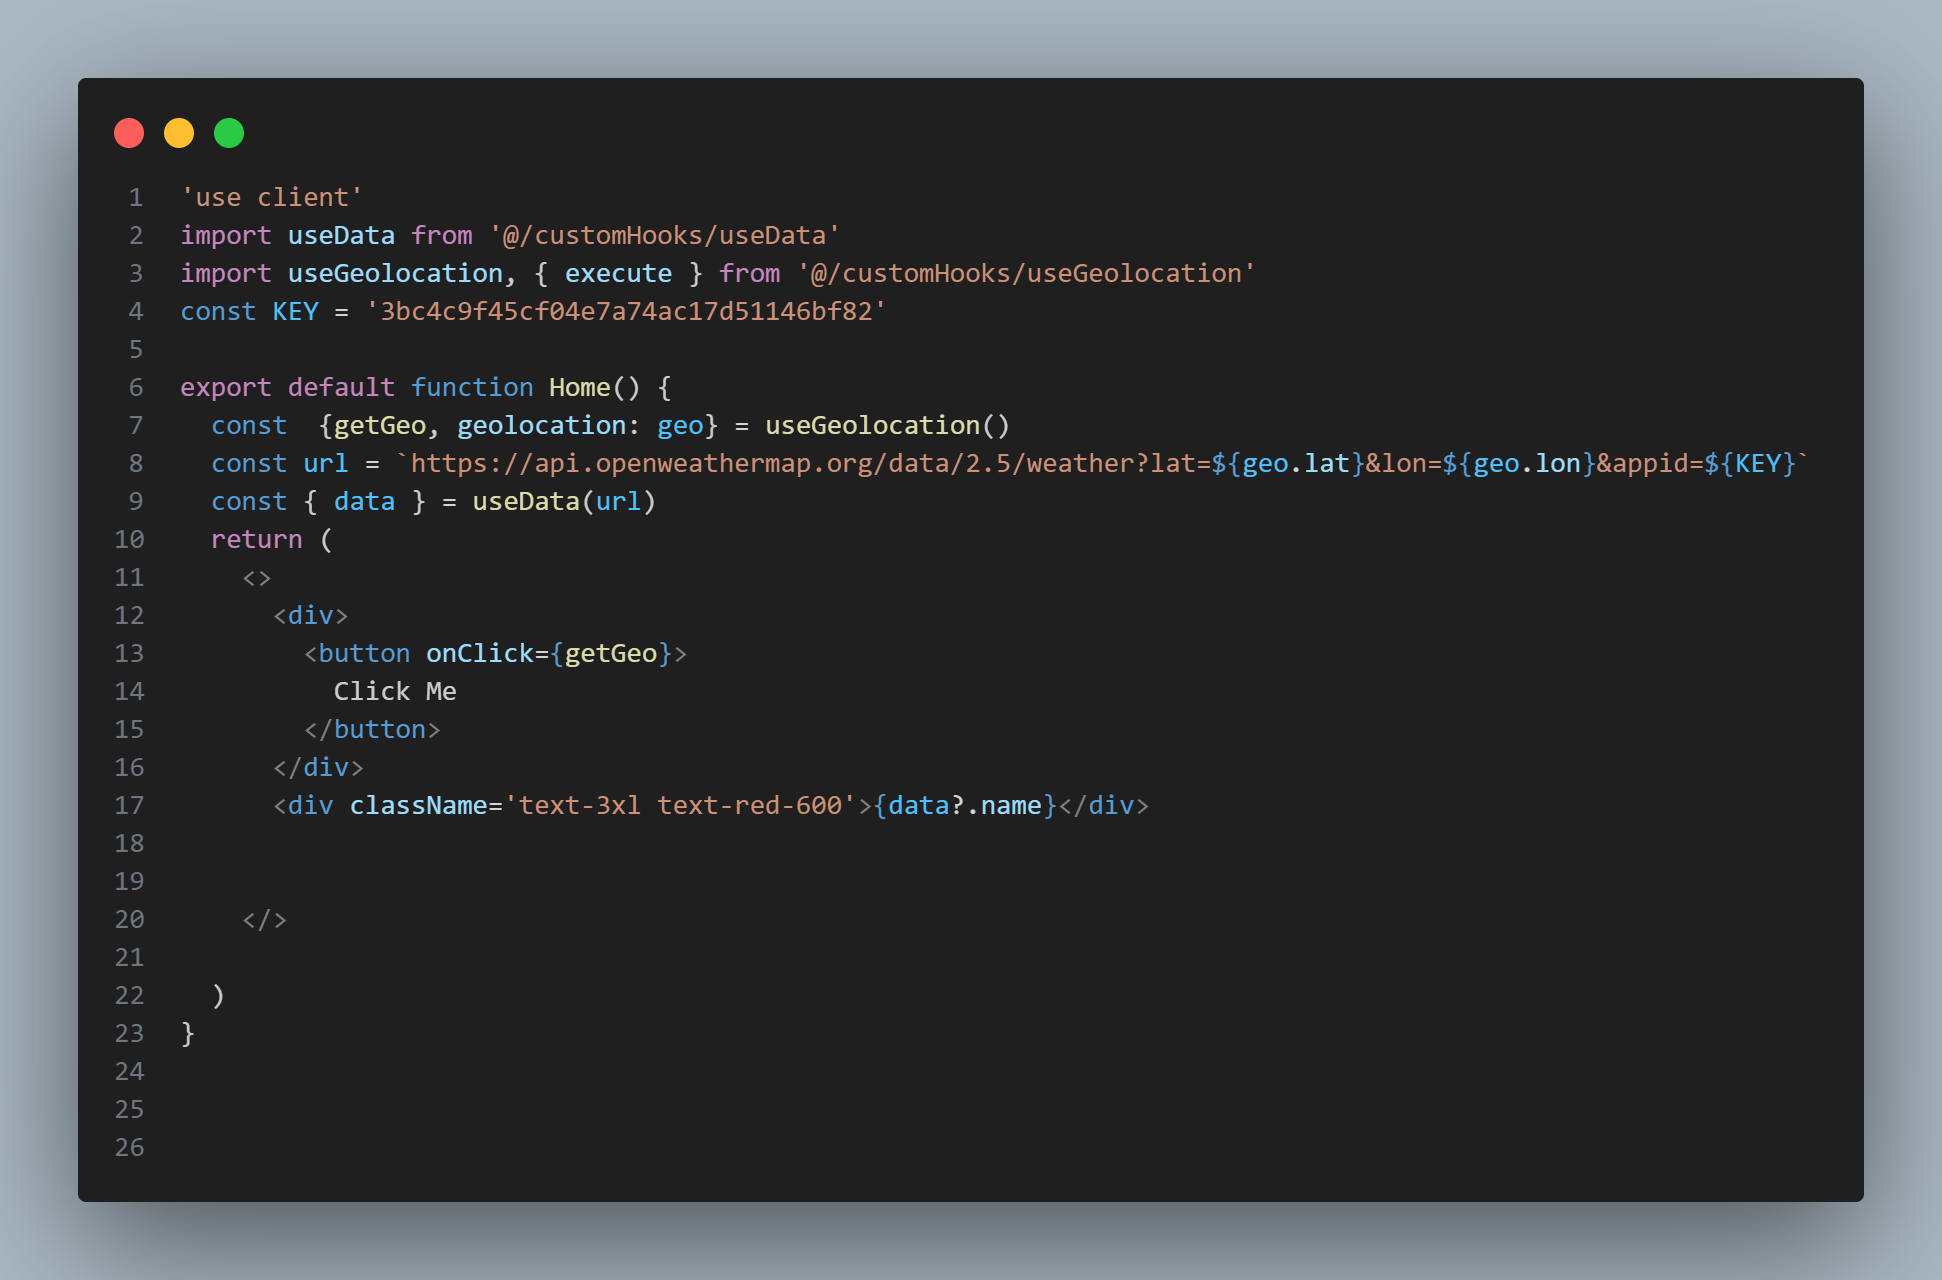 1 'use client'
2 import useData from '@/customHooks/useData'
3 import useGeolocation, { execute } from '@/customHooks/useGeolocation'
4 const KEY = '3bc4c9f45cf04e7a74ac17d51146bf82'
5
6 export default function Home() {
7   const  {getGeo, geolocation: geo} = useGeolocation()
8   const url = `https://api.openweathermap.org/data/2.5/weather?lat=${geo.lat}&lon=${geo.lon}&appid=${KEY}`
9   const { data } = useData(url)
10   return (
11     <>
12       <div>
13         <button onClick={getGeo}>
14           Click Me
15         </button>
16       </div>
17       <div className='text-3xl text-red-600'>{data?.name}</div>
18
19
20     </>
21
22   )
23 }
24
25
26